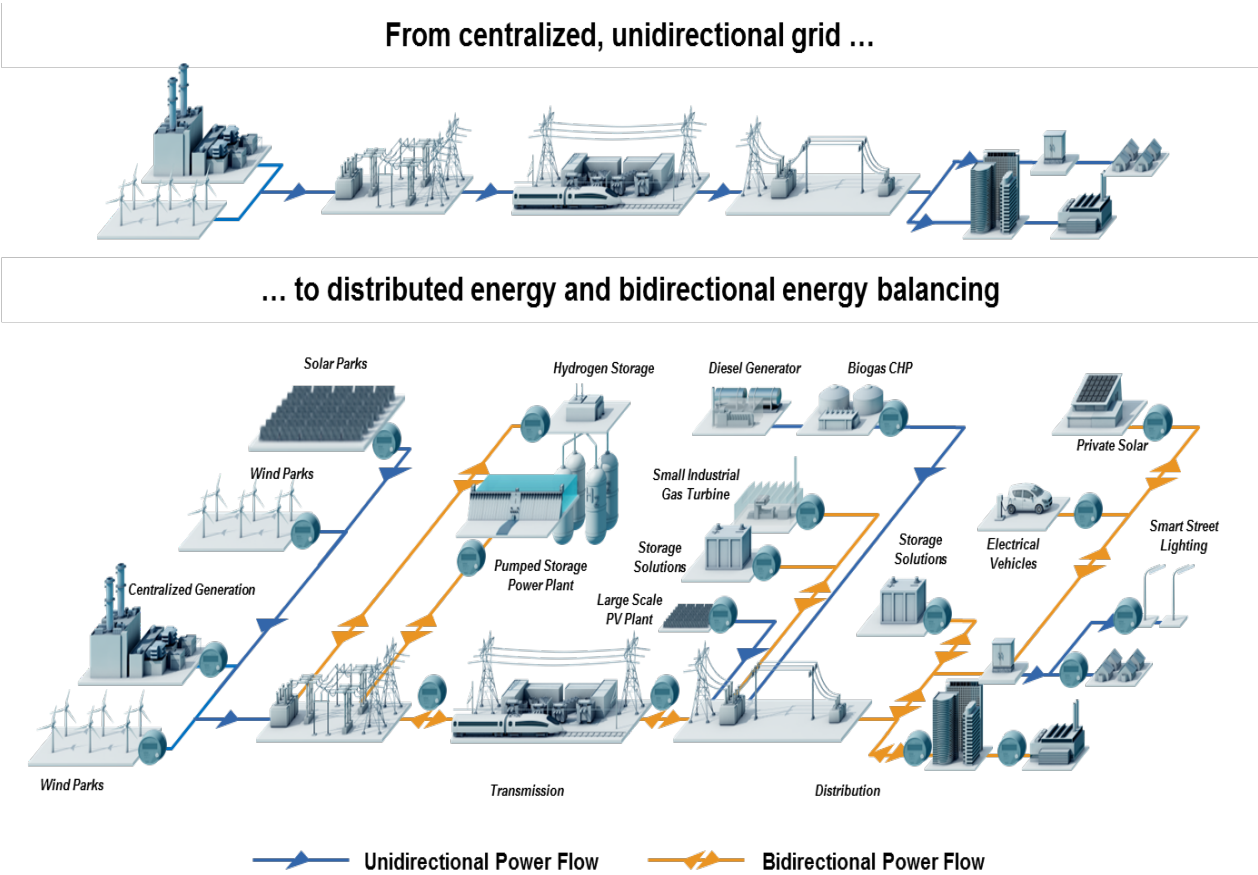 From centralized, unidirectional grid …
… to distributed energy and bidirectional energy balancing
Solar Parks
Hydrogen Storage
Diesel Generator
Biogas CHP
Private Solar
Wind Parks
Small Industrial
Gas Turbine
Pumped Storage
Power Plant
Storage
Solutions
Storage
Solutions
Electrical
Vehicles
Smart Street
Lighting
Centralized Generation
Large Scale
PV Plant
Wind Parks
Transmission
Distribution
Unidirectional Power Flow
Bidirectional Power Flow